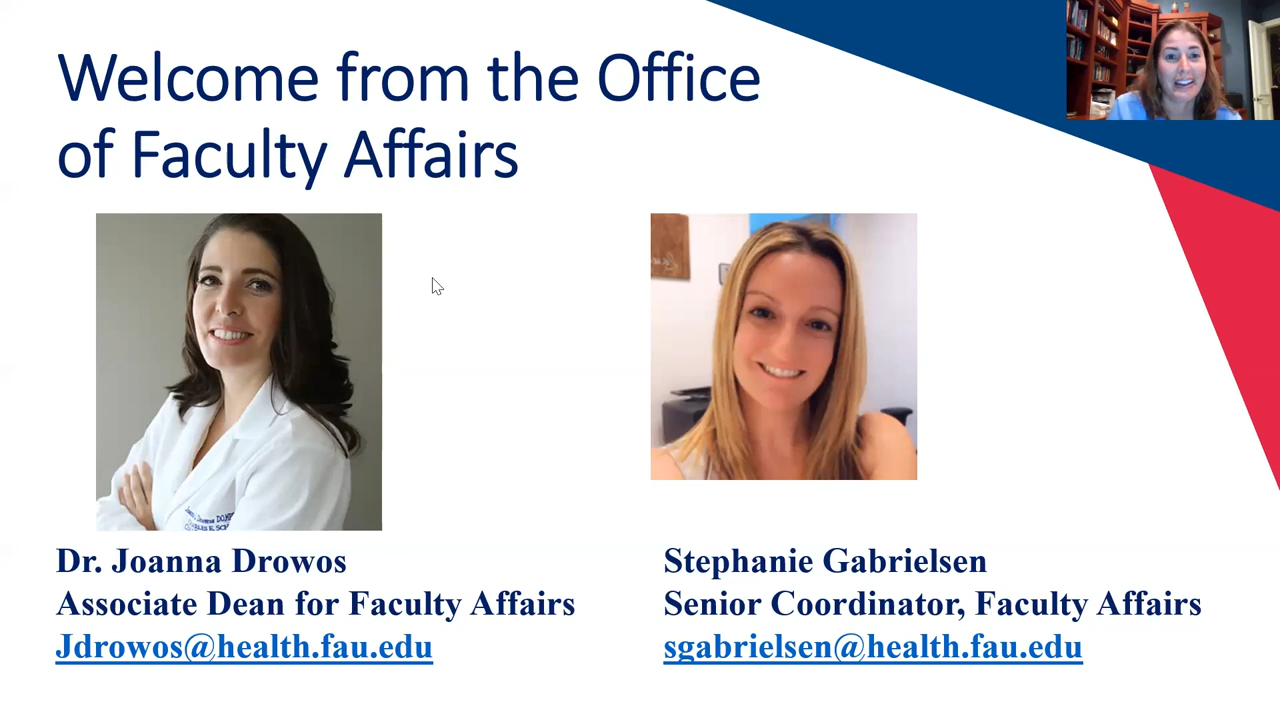 Welcome from the Office
of Faculty Affairs
Dr. Joanna Drowos
Associate Dean for Faculty Affairs
Jdrowos@health.fau.edu
Stephanie Gabrielsen
Senior Coordinator, Faculty Affairs
sgabrielsen@health.fau.edu